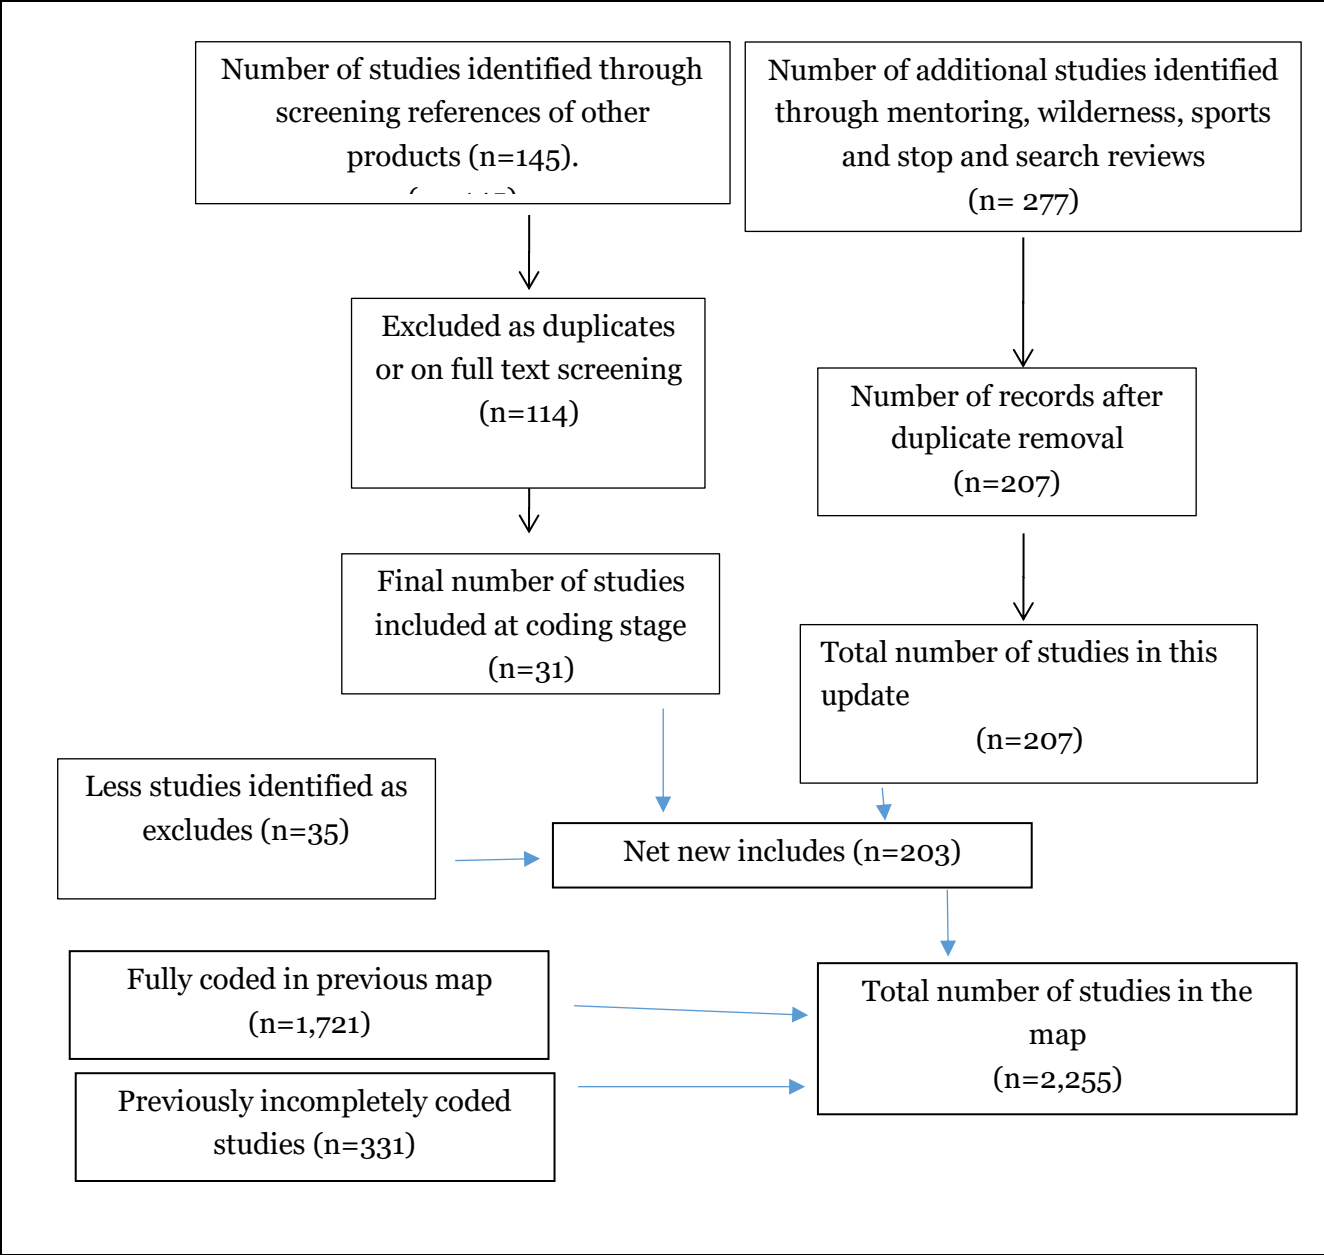 Number of studies identified through
screening references of other
products (n=145).
Number of additional studies identified
through mentoring, wilderness, sports
and stop and search reviews
(n= 277)
Excluded as duplicates
or on full text screening
(n=114)
Number of records after
duplicate removal
(n=207)
Final number of studies
included at coding stage
(n=31)
Total number of studies in this
update
(n=207)
Less studies identified as
excludes (n=35)
Net new includes (n=203)
Fully coded in previous map
(n=1,721)
Total number of studies in the
map
(n=2,255)
Previously incompletely coded
studies (n=331)